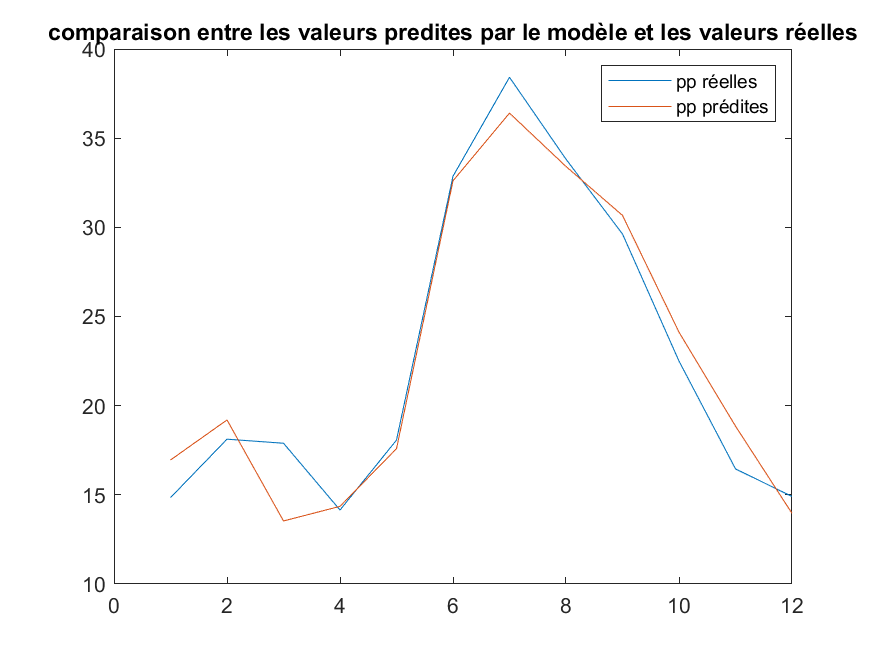 comparaison entre les valeurs predites par le modèle et les valeurs réelles
40
pp réelles
pp prédites
35
30
25
20
15
10
0 2 4 6 8 10 12